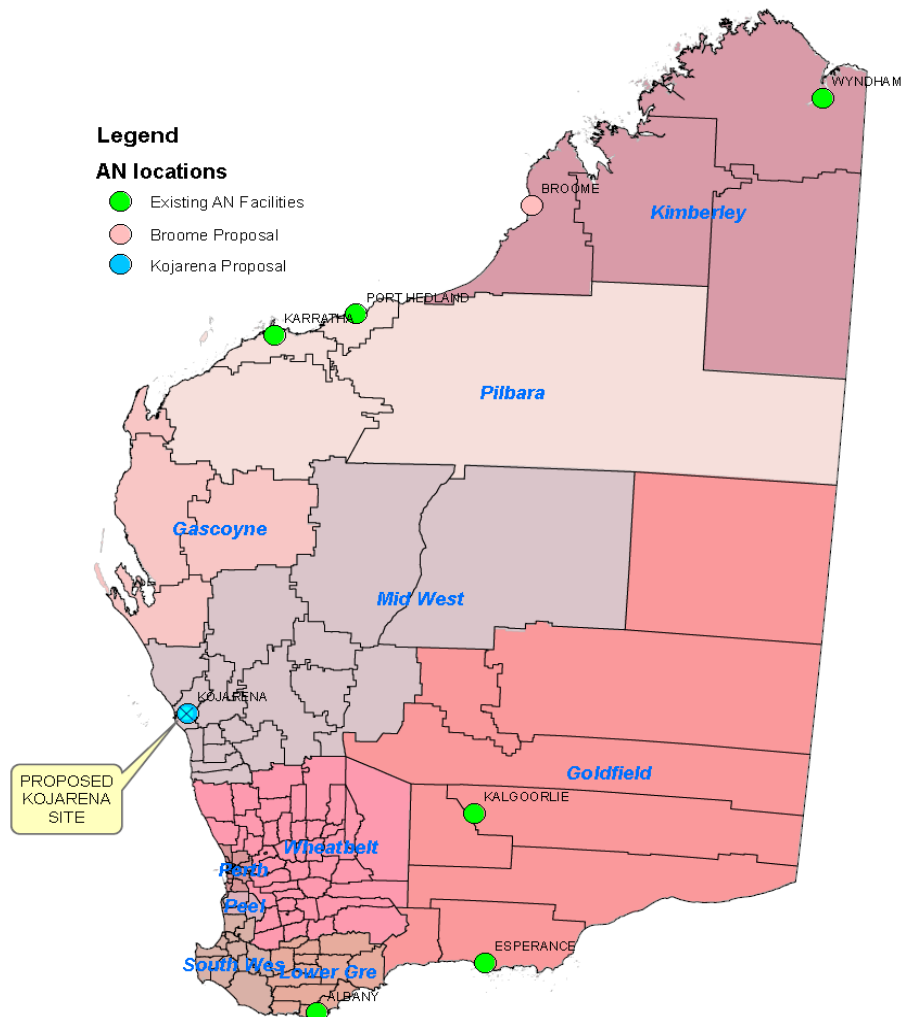 WYNDHAM
Legend
AN locations
Existing AN Facilities
Broome Proposal
Kojarena Proposal
BROOME
Kimberley
PORT HEDLAND
KARRATHA
Pilbara
Gascoyne
Mid West
KOJARENA
PROPOSED
KOJARENA
SITE
Goldfield
KALGOORLIE
Wheatbelt
Perth
Peel
ESPERANCE
South Wes
Lower Gre
ALBANY